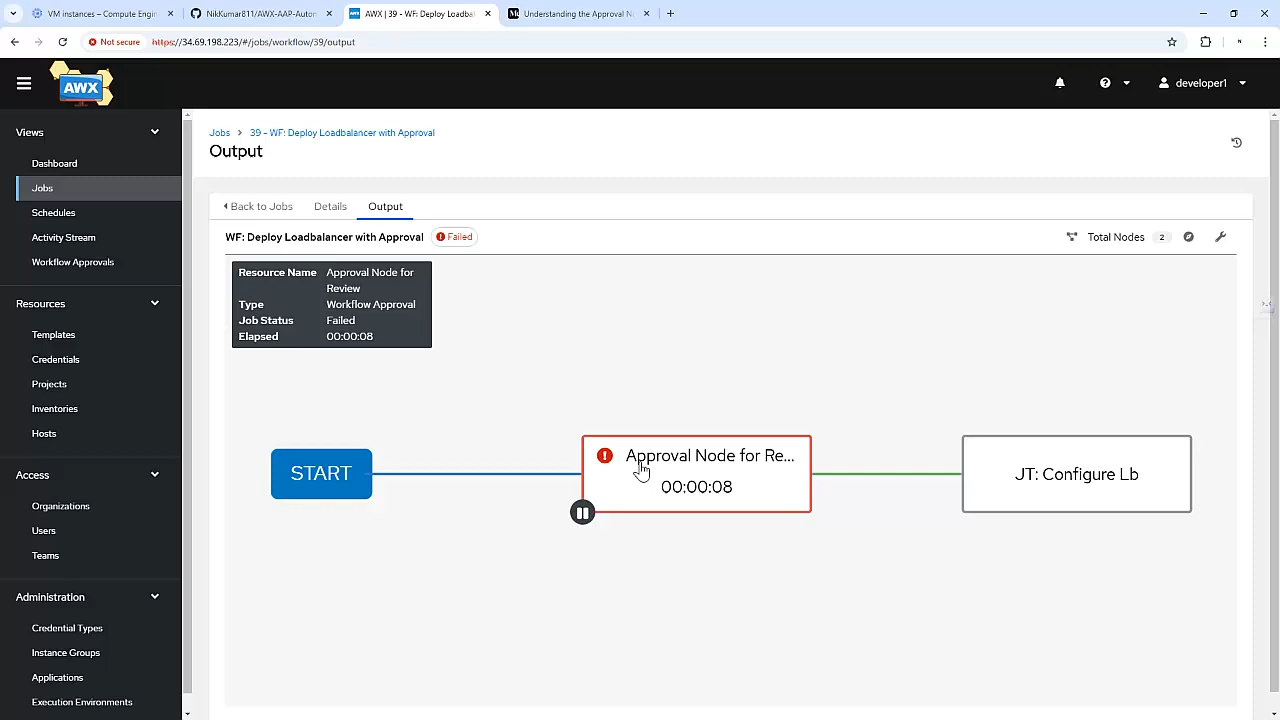 VM instances – Compute Engin
NikKumar811/AWX-AAP-Autom
AWX | 39 - WF: Deploy Loadbal
Understanding the Approval N
Not secure
https://34.69.198.223/#/jobs/workflow/39/output
AWX
developer1
Views
Dashboard
Jobs
Schedules
Activity Stream
Workflow Approvals
Resources
Templates
Credentials
Projects
Inventories
Hosts
Access
Organizations
Users
Teams
Administration
Credential Types
Instance Groups
Applications
Execution Environments
Jobs
39 - WF: Deploy Loadbalancer with Approval
Output
Back to Jobs
Details
Output
WF: Deploy Loadbalancer with Approval
Failed
Total Nodes 2
Resource Name Approval Node for
Review
Type Workflow Approval
Job Status Failed
Elapsed 00:00:08
START
Approval Node for Re...
00:00:08
JT: Configure Lb